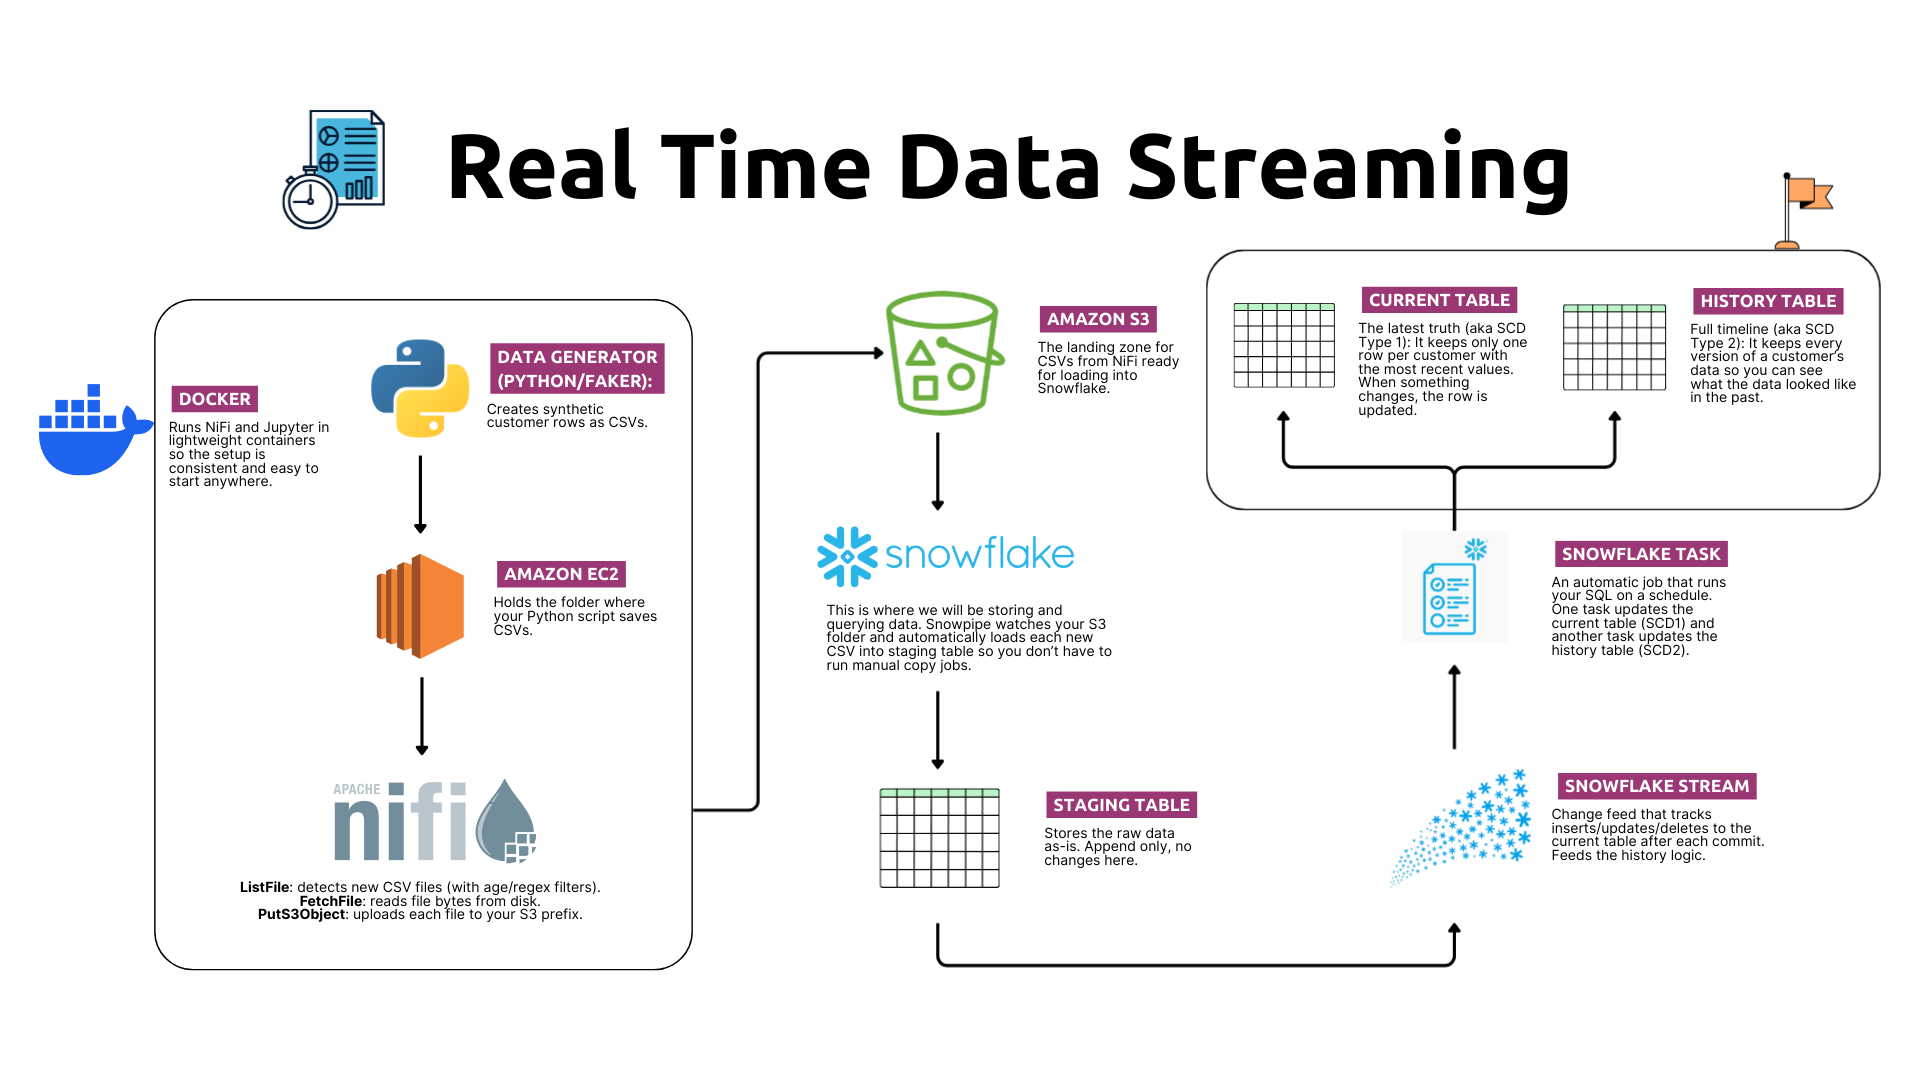 Real Time Data Streaming
DOCKER
Runs NiFi and Jupyter in
lightweight containers
so the setup is
consistent and easy to
start anywhere.
DATA GENERATOR
(PYTHON/FAKER):
Creates synthetic
customer rows as CSVs.
AMAZON EC2
Holds the folder where
your Python script saves
CSVs.
APACHE
nifi
ListFile: detects new CSV files (with age/regex filters).
FetchFile: reads file bytes from disk.
PutS3Object: uploads each file to your S3 prefix.
AMAZON S3
The landing zone for
CSVs from NiFi ready
for loading into
Snowflake.
snowflake
This is where we will be storing and
querying data. Snowpipe watches your S3
folder and automatically loads each new
CSV into staging table so you don't have to
run manual copy jobs.
STAGING TABLE
Stores the raw data
as-is. Append only, no
changes here.
SNOWFLAKE STREAM
Change feed that tracks
inserts/updates/deletes to the
current table after each commit.
Feeds the history logic.
SNOWFLAKE TASK
An automatic job that runs
your SQL on a schedule.
One task updates the
current table (SCD1) and
another task updates the
history table (SCD2).
CURRENT TABLE
The latest truth (aka SCD
Type 1): It keeps only one
row per customer with
the most recent values.
When something
changes, the row is
updated.
HISTORY TABLE
Full timeline (aka SCD
Type 2): It keeps every
version of a customer's
data so you can see
what the data looked like
in the past.